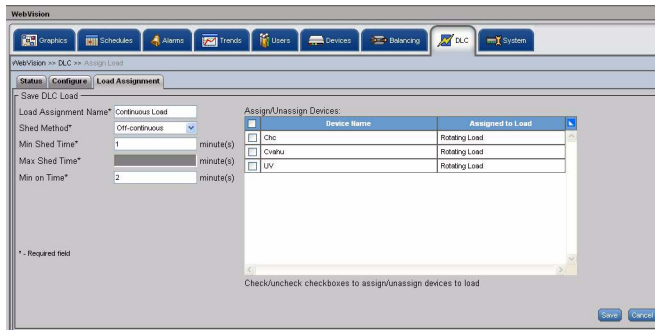 WebVision
Graphics Schedules Alarms Trends Users Devices Balancing DLC System
WebVision >> DLC >> Assign Load
Status Configure Load Assignment
Save DLC Load
Load Assignment Name* Continuous Load
Shed Method* Off-continuous
Min Shed Time* 1 minute(s)
Max Shed Time* minute(s)
Min on Time* 2 minute(s)
* - Required field
Assign/Unassign Devices:
Device Name Assigned to Load
Chc Rotating Load
Cvahu Rotating Load
UV Rotating Load
Check/uncheck checkboxes to assign/unassign devices to load
Save Cancel